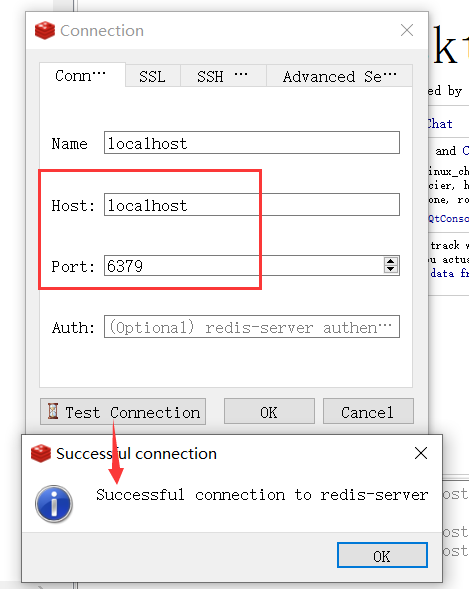 Connection
kt
Conn…
SSL
SSH …
Advanced Se…
ed by
Chat
Name
localhost
and C
inux_ch
cier, h
one, ro
Host:
localhost
QtConso
track w
ou actua
data fr
Port:
6379
Auth:
(Optional) redis-server authen…
Test Connection
OK
Cancel
Successful connection
Successful connection to redis-server
ost
ost
ost
OK